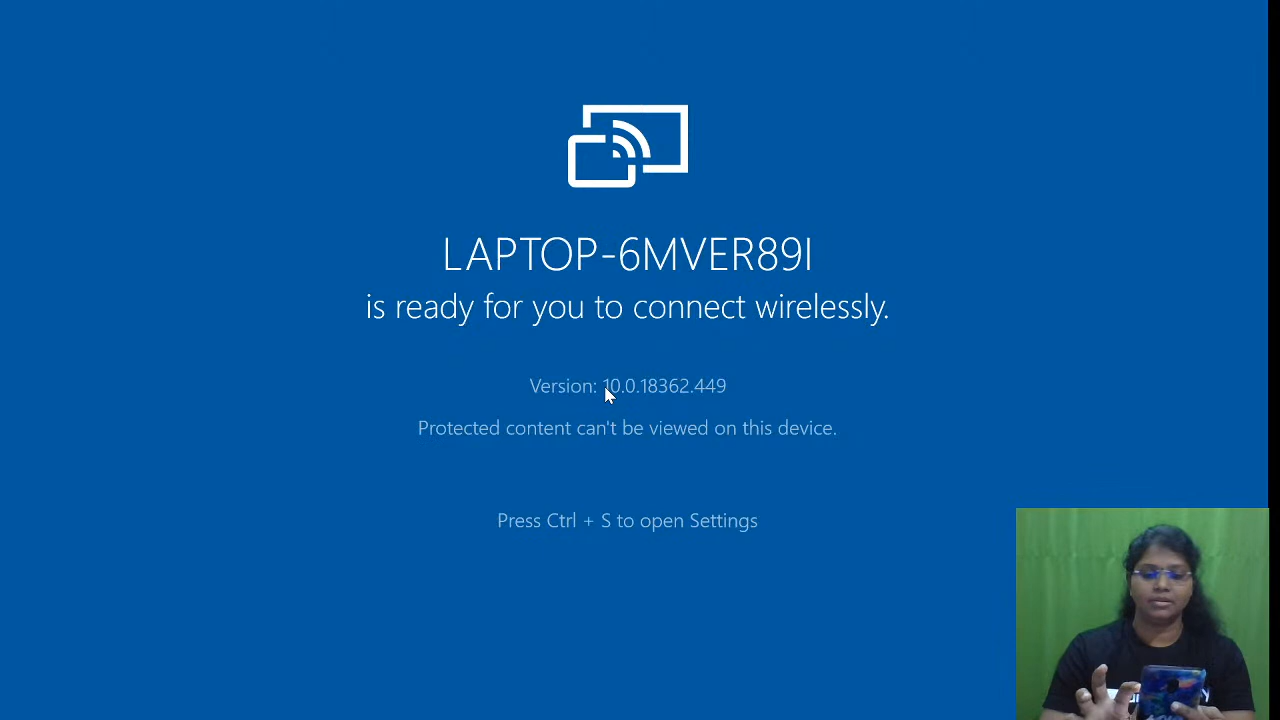 LAPTOP-6MVER89I
is ready for you to connect wirelessly.
Version: 10.0.18362.449
Protected content can't be viewed on this device.
Press Ctrl + S to open Settings